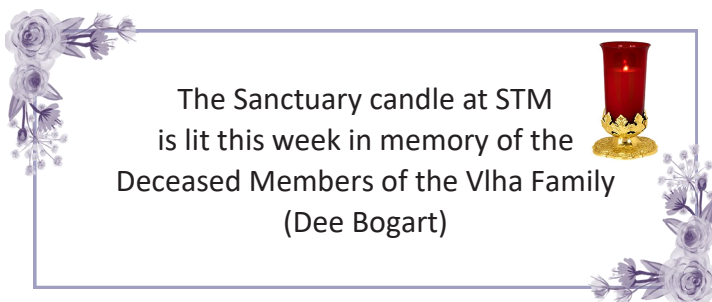 The Sanctuary candle at STM
is lit this week in memory of the
Deceased Members of the Vlha Family
(Dee Bogart)